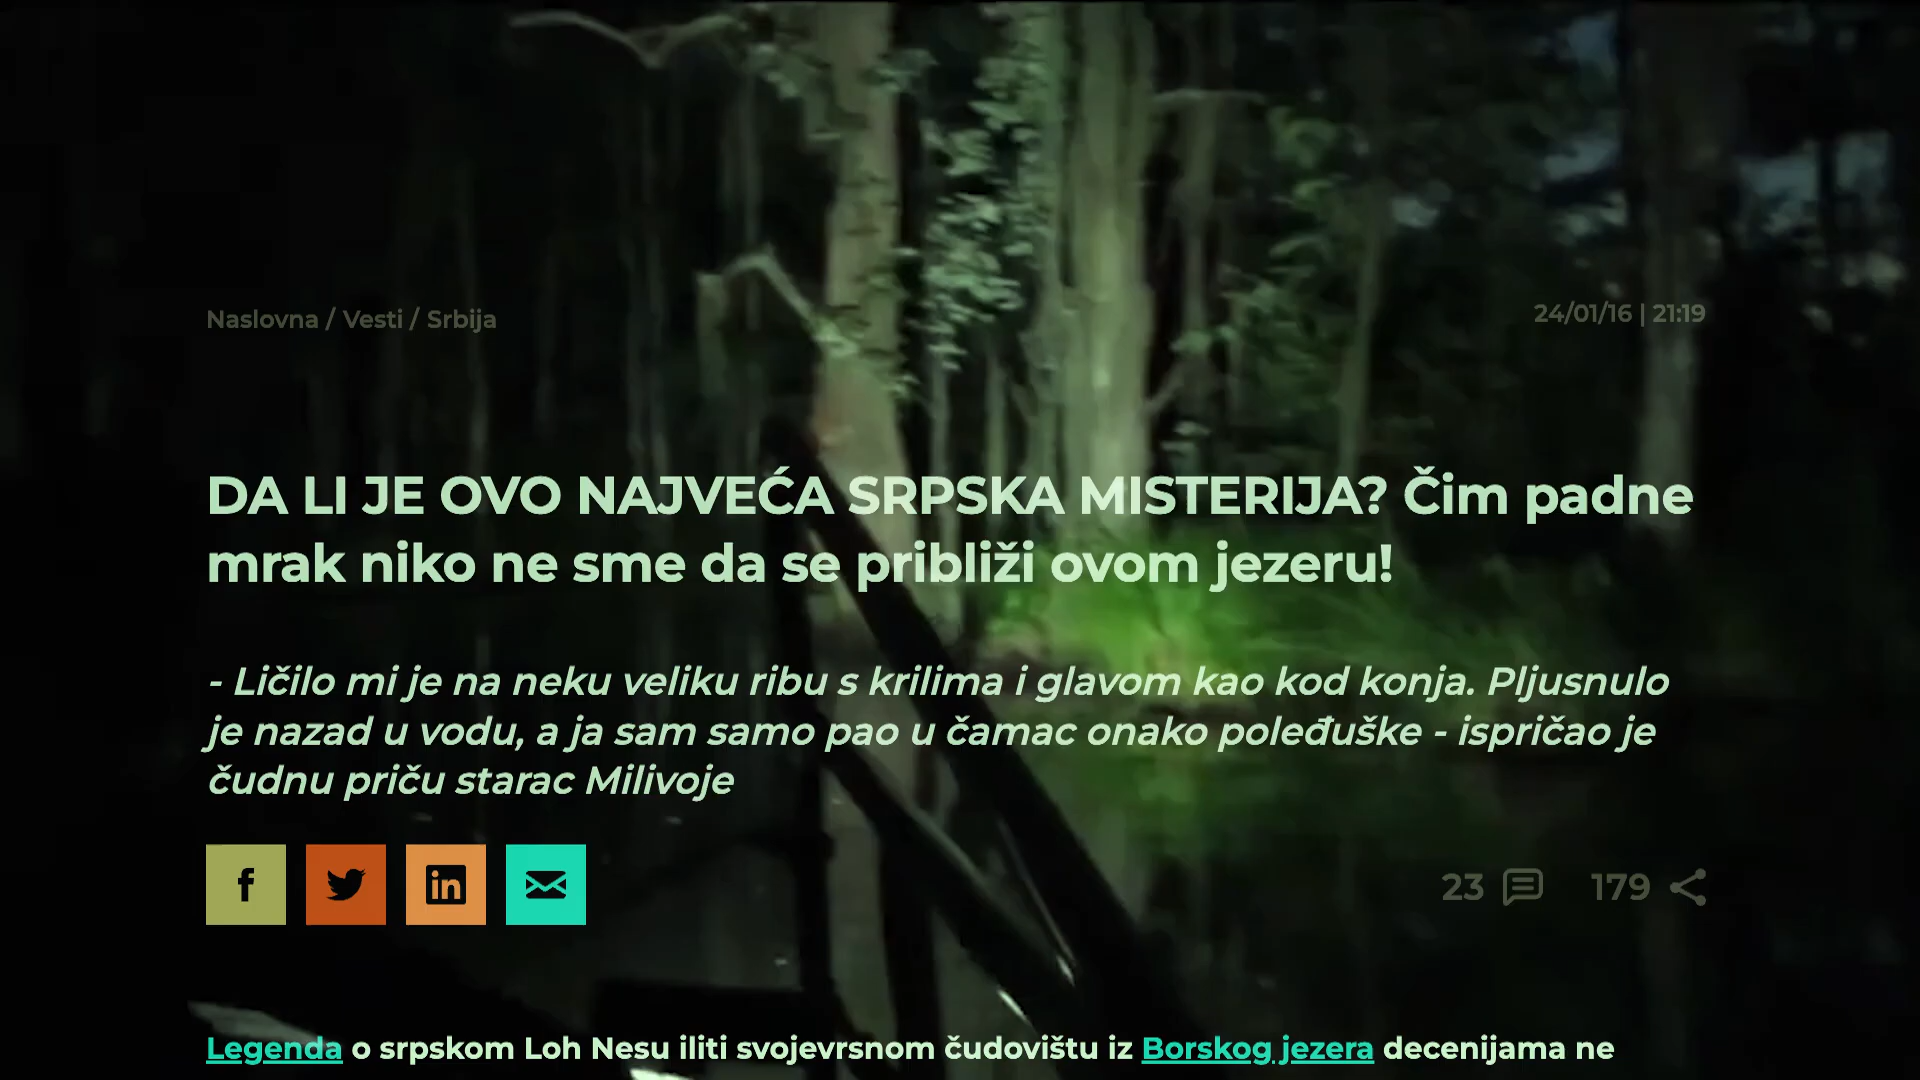 Naslovna / Vesti / Srbija
24/01/16 | 21:19
DA LI JE OVO NAJVEĆA SRPSKA MISTERIJA? Čim padne
mrak niko ne sme da se približi ovom jezeru!
- Ličilo mi je na neku veliku ribu s krilima i glavom kao kod konja. Pljusnulo
je nazad u vodu, a ja sam samo pao u čamac onako poleđuške - ispričao je
čudnu priču starac Milivoje
23 179
Legenda o srpskom Loh Nesu iliti svojevrsnom čudovištu iz Borskog jezera decenijama ne